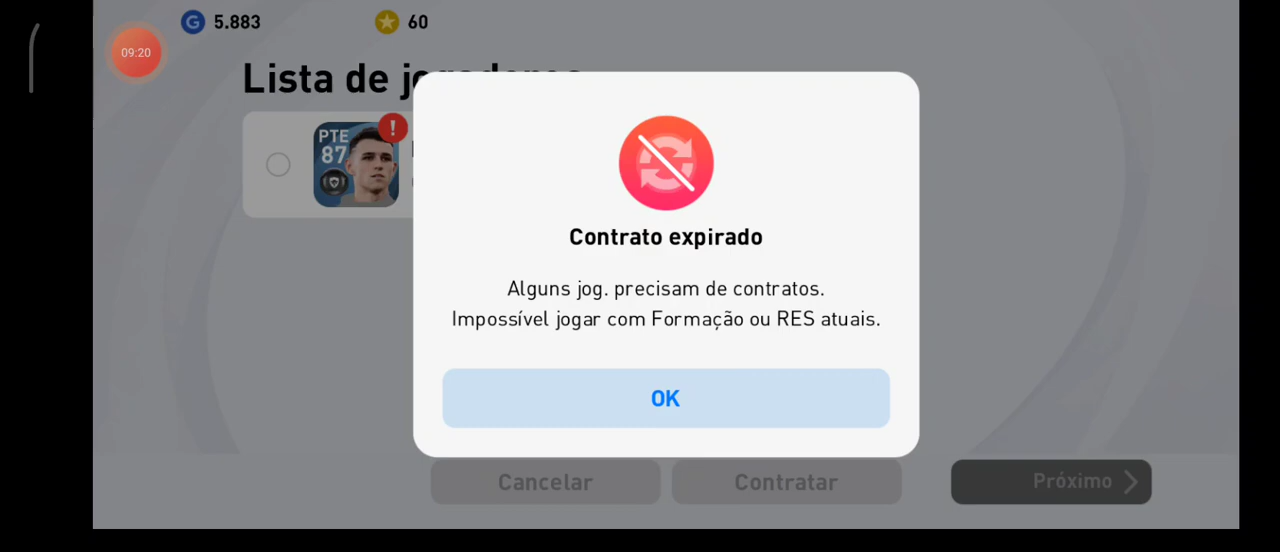 5.883
60
09:20
Lista de jogadores
PTE
87
!
Contrato expirado
Alguns jog. precisam de contratos.
Impossível jogar com Formação ou RES atuais.
OK
Cancelar
Contratar
Próximo